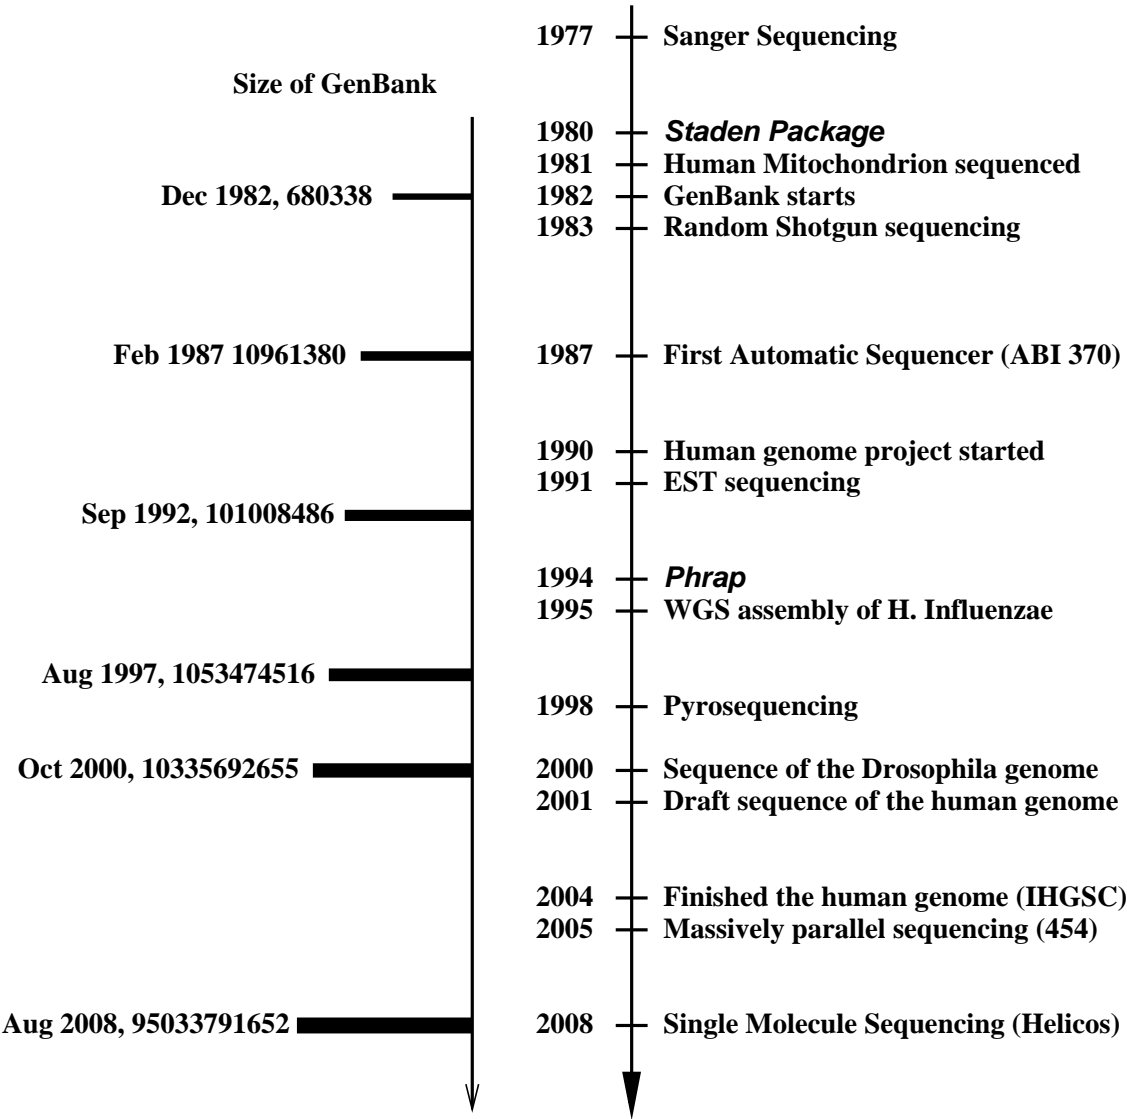 1977 Sanger Sequencing
Size of GenBank
1980 Staden Package
1981 Human Mitochondrion sequenced
Dec 1982, 680338 1982 GenBank starts
1983 Random Shotgun sequencing
Feb 1987 10961380 1987 First Automatic Sequencer (ABI 370)
1990 Human genome project started
1991 EST sequencing
Sep 1992, 101008486
1994 Phrap
1995 WGS assembly of H. Influenzae
Aug 1997, 1053474516
1998 Pyrosequencing
Oct 2000, 10335692655 2000 Sequence of the Drosophila genome
2001 Draft sequence of the human genome
2004 Finished the human genome (IHGSC)
2005 Massively parallel sequencing (454)
Aug 2008, 95033791652 2008 Single Molecule Sequencing (Helicos)